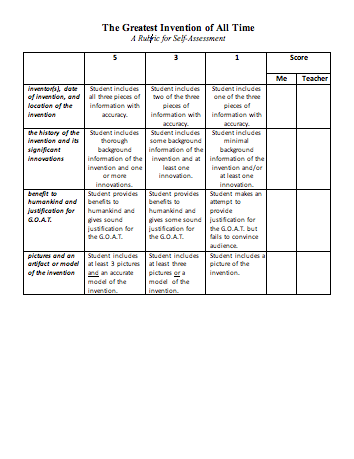 The Greatest Invention of All Time
A Rubric for Self-Assessment
5 3 1 Score
Me Teacher
inventor(s), date
of invention, and
location of the
invention
Student includes
all three pieces of
information with
accuracy.
Student includes
two of the three
pieces of
information with
accuracy.
Student includes
one of the three
pieces of
information with
accuracy.
the history of the
invention and its
significant
innovations
Student includes
thorough
background
information of the
invention and one
or more
innovations.
Student includes
some background
information of the
invention and at
least one
innovation.
Student includes
minimal
background
information of the
invention and/or
at least one
innovation.
benefit to
humankind and
justification for
G.O.A.T.
Student provides
benefits to
humankind and
gives sound
justification for
the G.O.A.T.
Student provides
benefits to
humankind and
gives some sound
justification for
the G.O.A.T.
Student makes an
attempt to
provide
justification for
the G.O.A.T. but
fails to convince
audience.
pictures and an
artifact or model
of the invention
Student includes
at least 3 pictures
and an accurate
model of the
invention.
Student includes
at least three
pictures or a
model of the
invention.
Student includes a
picture of the
invention.